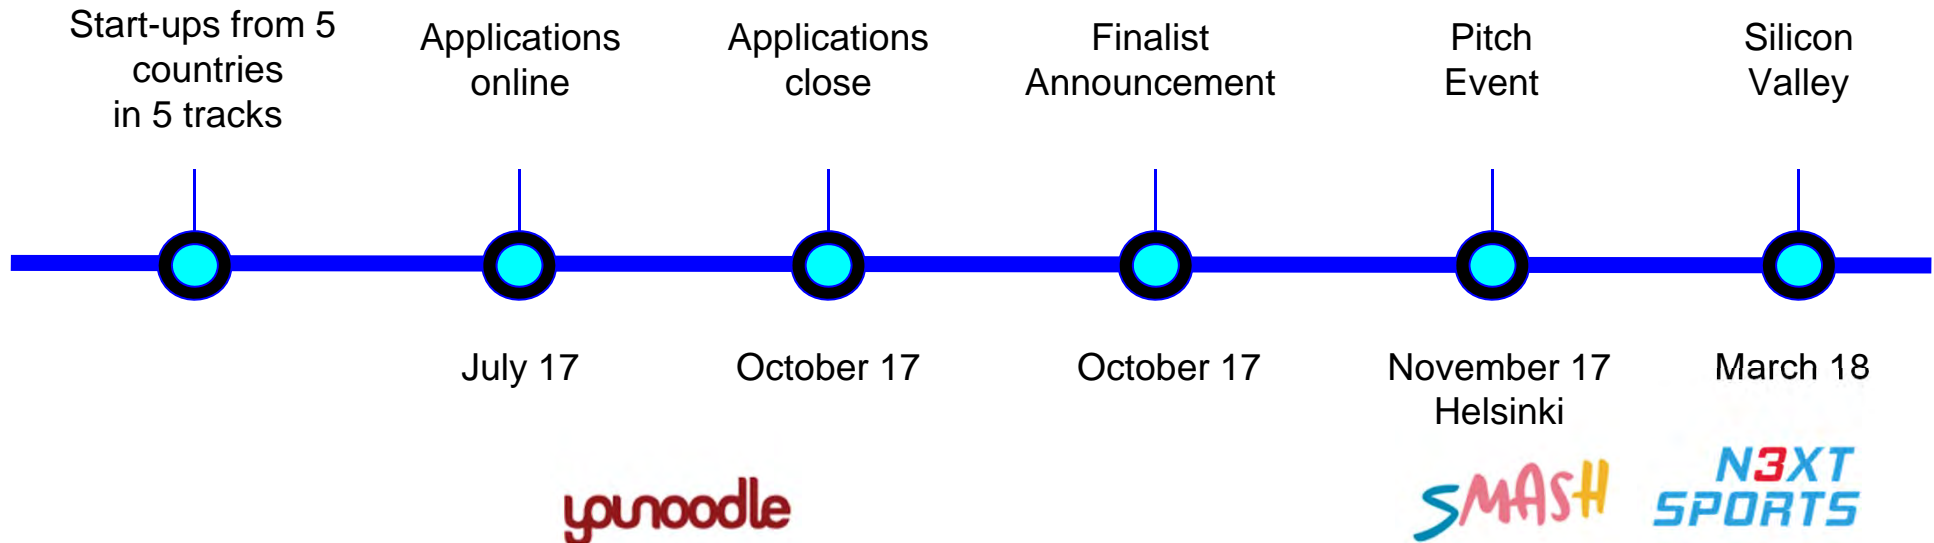 Start-ups from 5
countries
in 5 tracks
Applications
online
Applications
close
Finalist
Announcement
Pitch
Event
Silicon
Valley
July 17
October 17
October 17
November 17
Helsinki
March 18
younoodle
SMASH
N3XT
SPORTS